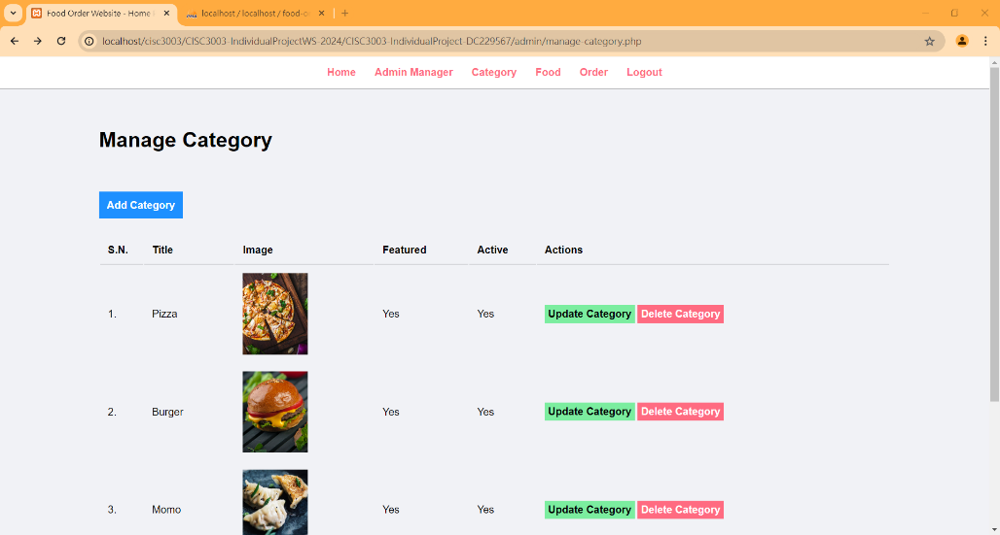 Food Order Website - Home
localhost / localhost / food-o
localhost/cisc3003/CISC3003-IndividualProjectWS-2024/CISC3003-IndividualProject-DC229567/admin/manage-category.php
Home Admin Manager Category Food Order Logout
Manage Category
Add Category
S.N. Title Image Featured Active Actions
1. Pizza Yes Yes Update Category Delete Category
2. Burger Yes Yes Update Category Delete Category
3. Momo Yes Yes Update Category Delete Category